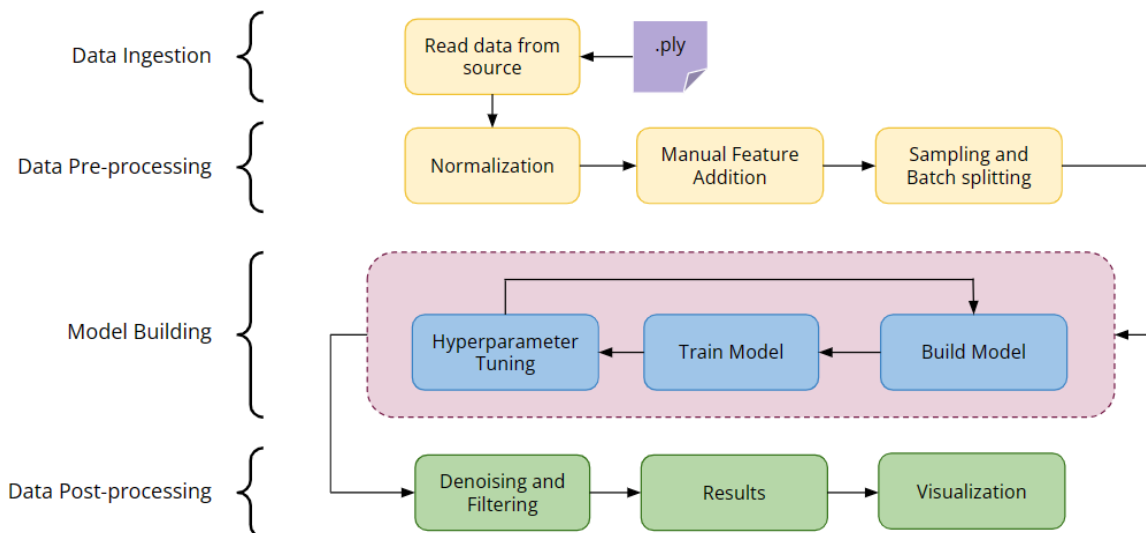 Data Ingestion
Read data from
source
.ply
Data Pre-processing
Normalization
Manual Feature
Addition
Sampling and
Batch splitting
Model Building
Hyperparameter
Tuning
Train Model
Build Model
Data Post-processing
Denoising and
Filtering
Results
Visualization